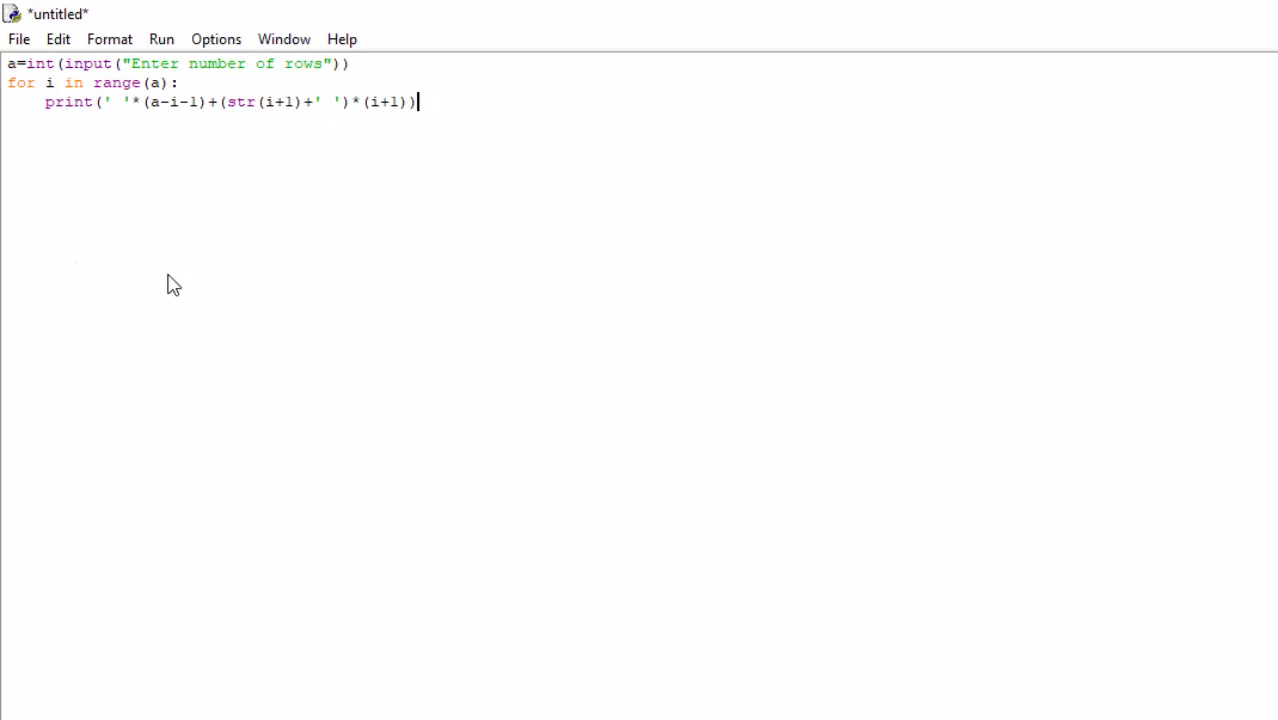 *untitled*
File Edit Format Run Options Window Help
a=int(input("Enter number of rows"))
for i in range(a):
    print(' '*(a-i-1)+(str(i+1)+' ')*(i+1))